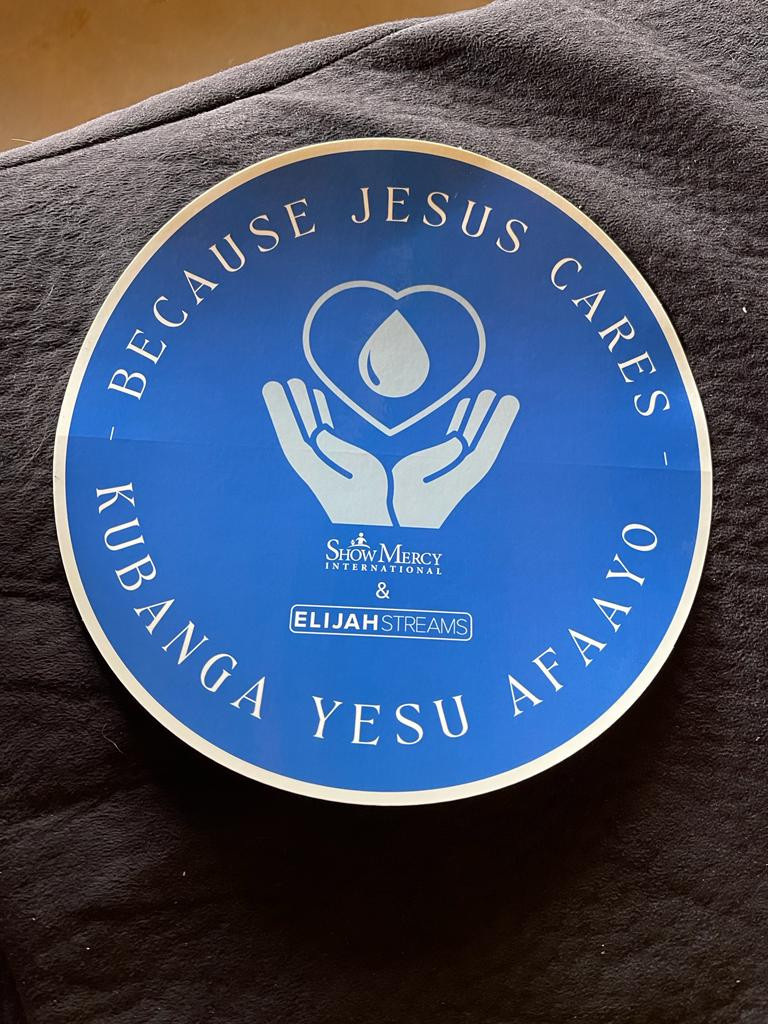 - BECAUSE JESUS CARES -
SHOW MERCY
INTERNATIONAL
&
ELIJAHSTREAMS
KUBANGA YESU AFAAYO